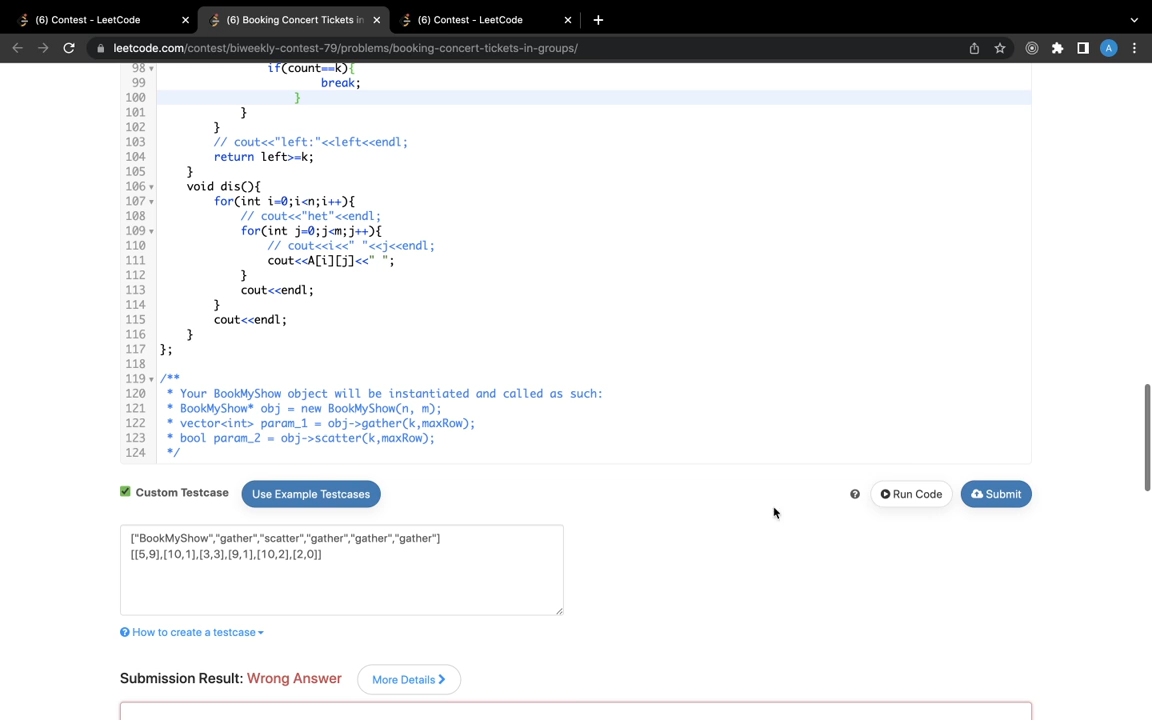 (6) Contest - LeetCode
(6) Booking Concert Tickets in
(6) Contest - LeetCode
leetcode.com/contest/biweekly-contest-79/problems/booking-concert-tickets-in-groups/
A
98 if(count==k){
99 break;
100 }
101 }
102 }
103 // cout<<"left:"<<left<<endl;
104 return left>=k;
105 }
106 void dis(){
107 for(int i=0;i<n;i++){
108 // cout<<"het"<<endl;
109 for(int j=0;j<m;j++){
110 // cout<<i<<" "<<j<<endl;
111 cout<<A[i][j]<<" ";
112 }
113 cout<<endl;
114 }
115 cout<<endl;
116 }
117 };
118
119 /**
120 * Your BookMyShow object will be instantiated and called as such:
121 * BookMyShow* obj = new BookMyShow(n, m);
122 * vector<int> param_1 = obj->gather(k,maxRow);
123 * bool param_2 = obj->scatter(k,maxRow);
124 */
Custom Testcase Use Example Testcases ? Run Code Submit
["BookMyShow","gather","scatter","gather","gather","gather"]
[[5,9],[10,1],[3,3],[9,1],[10,2],[2,0]]
? How to create a testcase
Submission Result: Wrong Answer More Details